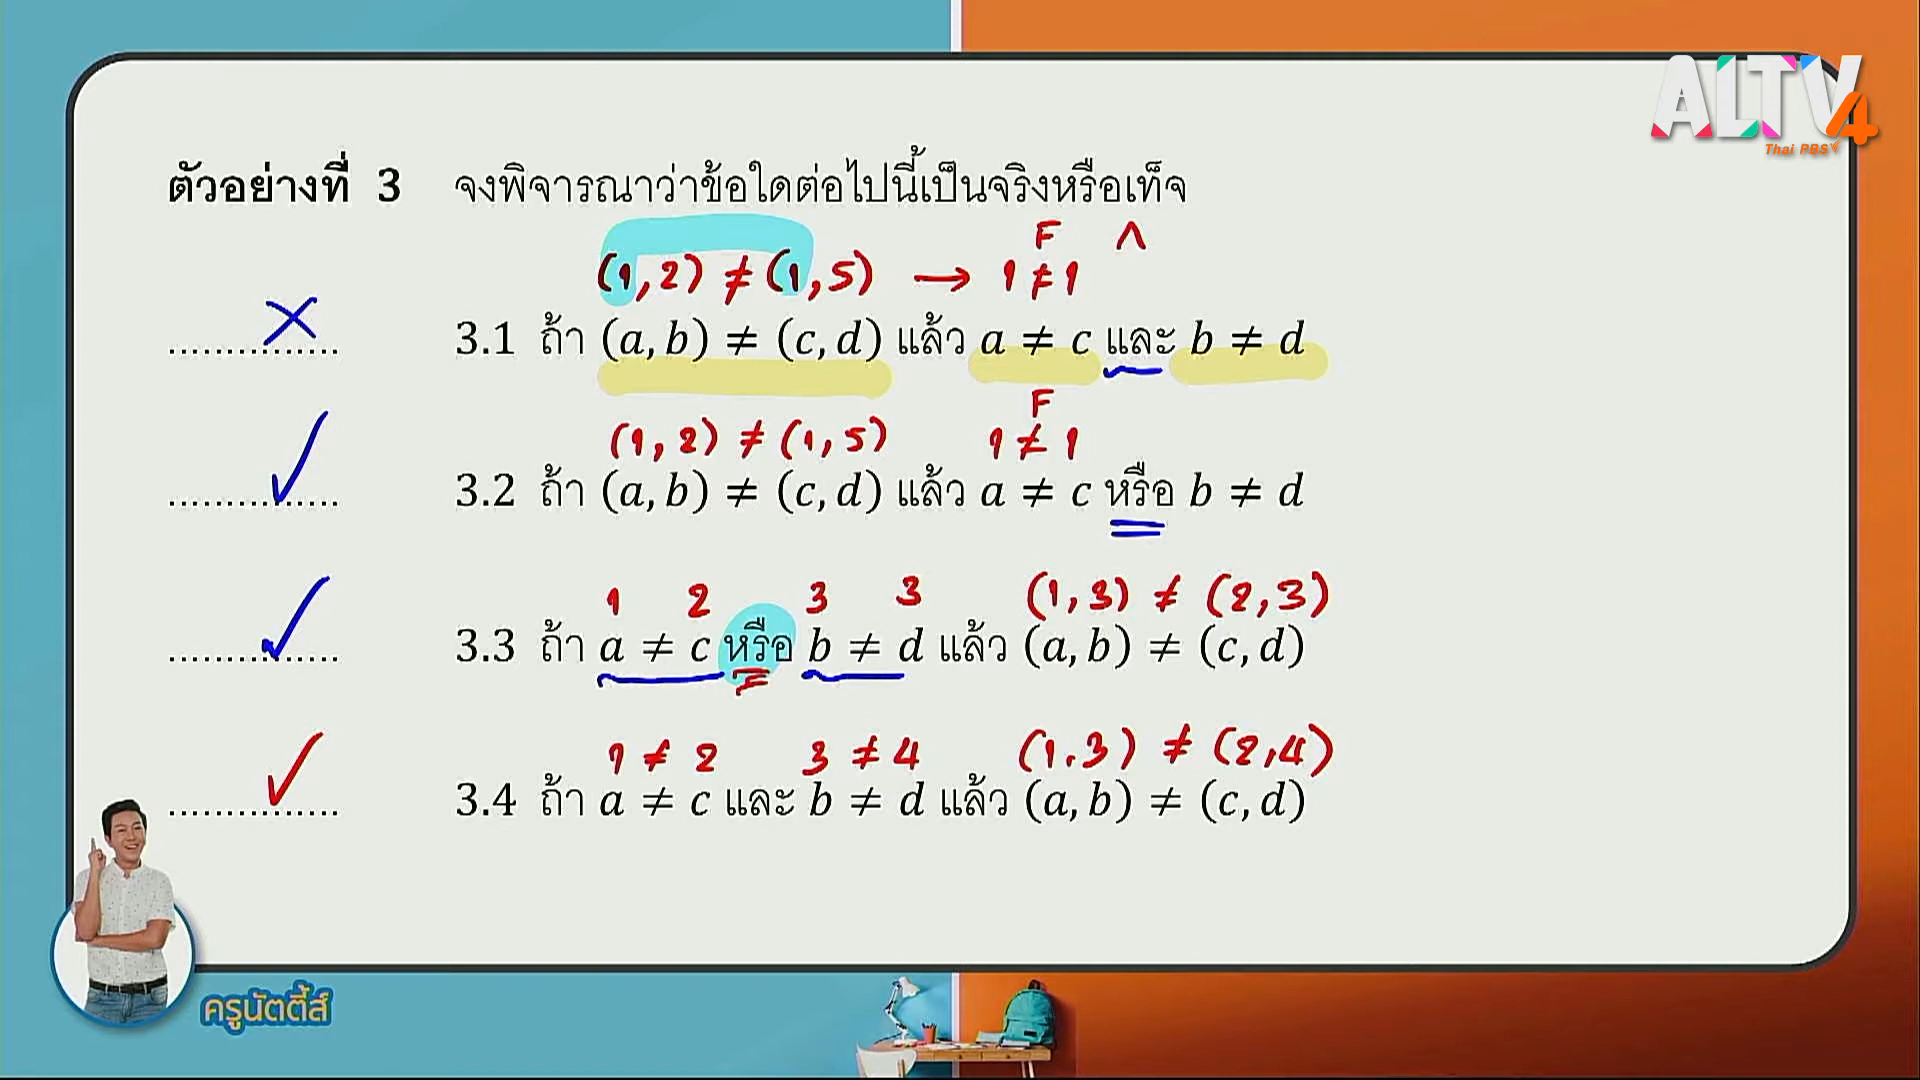 ALTV4
Thai PBS
ตัวอย่างที่ 3 จงพิจารณาว่าข้อใดต่อไปนี้เป็นจริงหรือเท็จ
F ∧
(1,2) ≠ (1,5) → 1 ≠ 1
............... 3.1 ถ้า (a, b) ≠ (c, d) แล้ว a ≠ c และ b ≠ d
F
(1,2) ≠ (1,5) 1 ≠ 1
............... 3.2 ถ้า (a, b) ≠ (c, d) แล้ว a ≠ c หรือ b ≠ d
1 2 3 3 (1,3) ≠ (2,3)
............... 3.3 ถ้า a ≠ c หรือ b ≠ d แล้ว (a, b) ≠ (c, d)
1 ≠ 2 3 ≠ 4 (1,3) ≠ (2,4)
............... 3.4 ถ้า a ≠ c และ b ≠ d แล้ว (a, b) ≠ (c, d)
ครูนัตตี้ส์